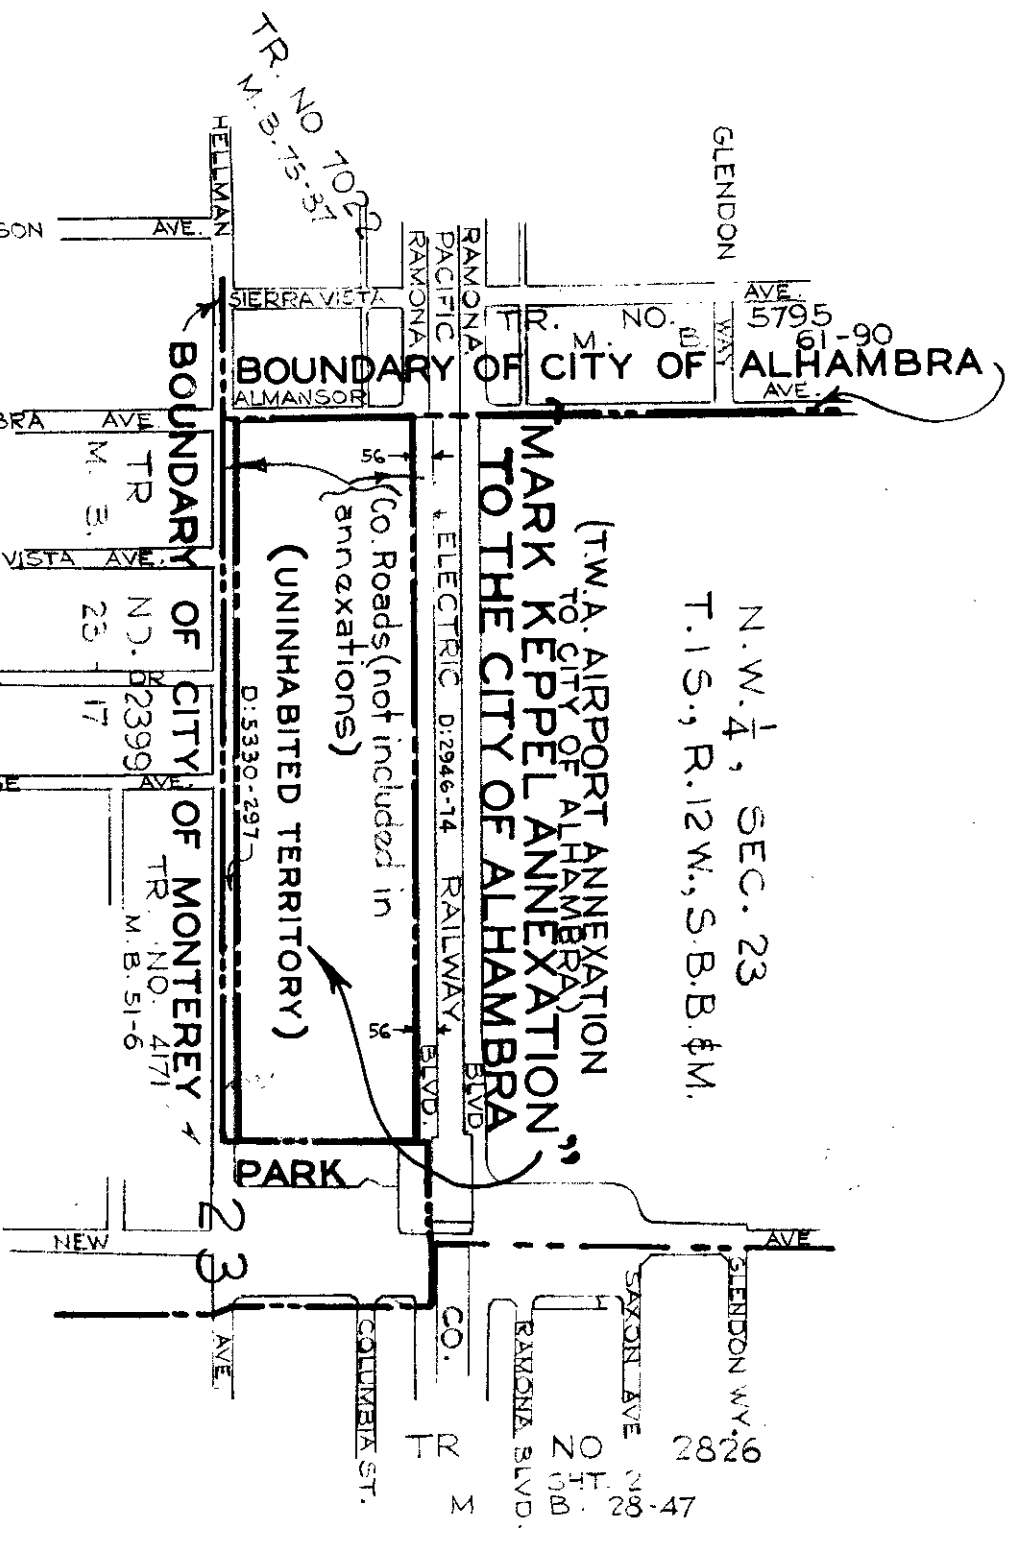 N.W. 1/4, SEC. 23
T. 1 S., R. 12 W., S.B.B. & M.
(T.W.A. AIRPORT ANNEXATION
TO CITY OF ALHAMBRA)
"MARK KEPPEL ANNEXATION"
TO THE CITY OF ALHAMBRA
(UNINHABITED TERRITORY)
Co. Roads (not included in
annexations)
D:5330-297
D:2946-74
56
56
BOUNDARY OF CITY OF ALHAMBRA
BOUNDARY OF CITY OF MONTEREY
PARK
GLENDON
WAY
AVE.
AVE.
TR. NO. 5795
M. B. 61-90
RAMONA
PACIFIC
RAMONA
ELECTRIC RAILWAY
CO.
BLVD.
BLVD
SIERRA VISTA
ALMANSOR
HELLMAN
AVE.
TR. NO 7022
M. B. 75-37
SON AVE.
BRA AVE
VISTA AVE.
DR
SE AVE.
TR NO. 2399
M. B. 23-17
TR. NO. 4171
M. B. 51-6
23
NEW
AVE
GLENDON WY.
SAXON AVE
RAMONA BLVD.
COLUMBIA ST.
TR NO 2826
SHT. 2
M B. 28-47